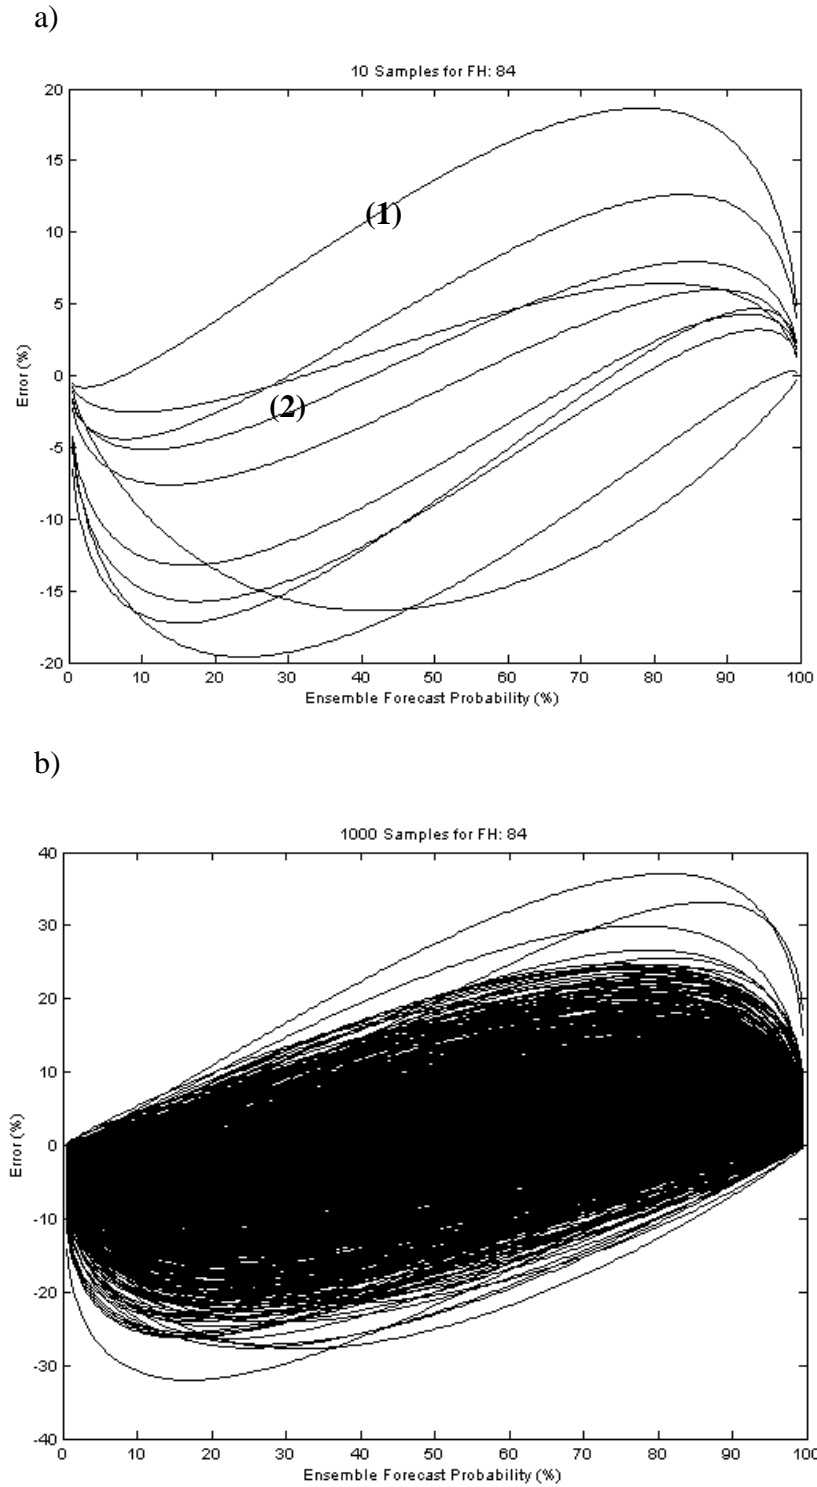 a)
10 Samples for FH: 84
20
15
10
5
0
-5
-10
-15
-20
Error (%)
(1)
(2)
0 10 20 30 40 50 60 70 80 90 100
Ensemble Forecast Probability (%)
b)
1000 Samples for FH: 84
40
30
20
10
0
-10
-20
-30
-40
Error (%)
0 10 20 30 40 50 60 70 80 90 100
Ensemble Forecast Probability (%)